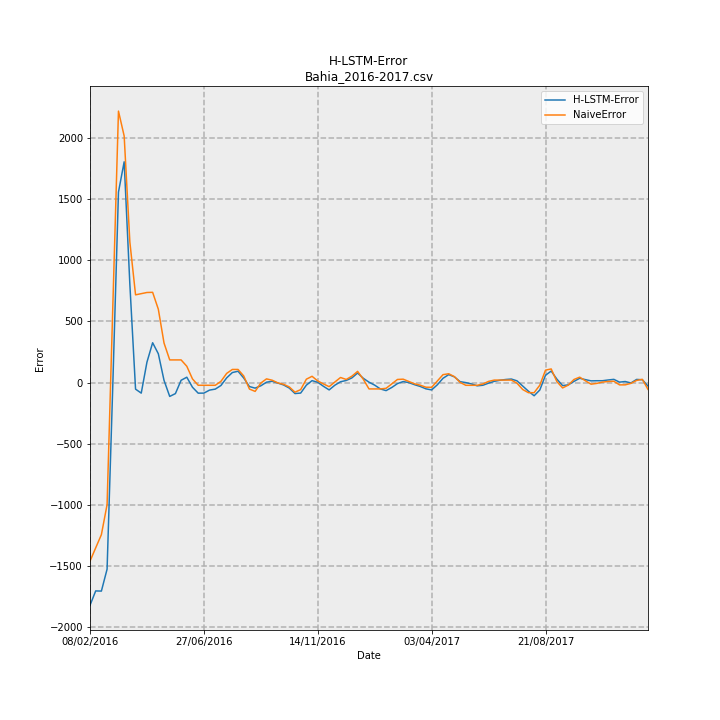 H-LSTM-Error
Bahia_2016-2017.csv
H-LSTM-Error
NaiveError
2000
1500
1000
500
0
−500
−1000
−1500
−2000
Error
08/02/2016 27/06/2016 14/11/2016 03/04/2017 21/08/2017
Date